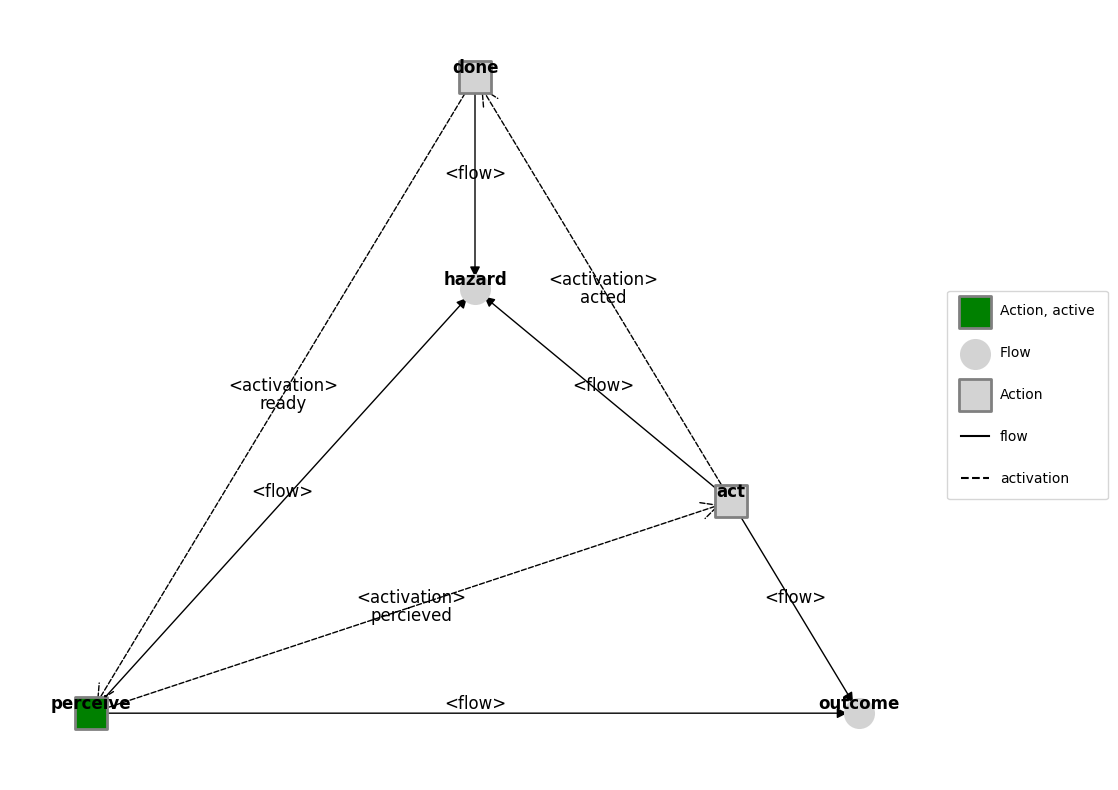 done
<flow>
hazard
<activation>
acted
Action, active
Flow
<activation>
ready
<flow>
Action
flow
activation
<flow>
act
<activation>
percieved
<flow>
perceive
<flow>
outcome